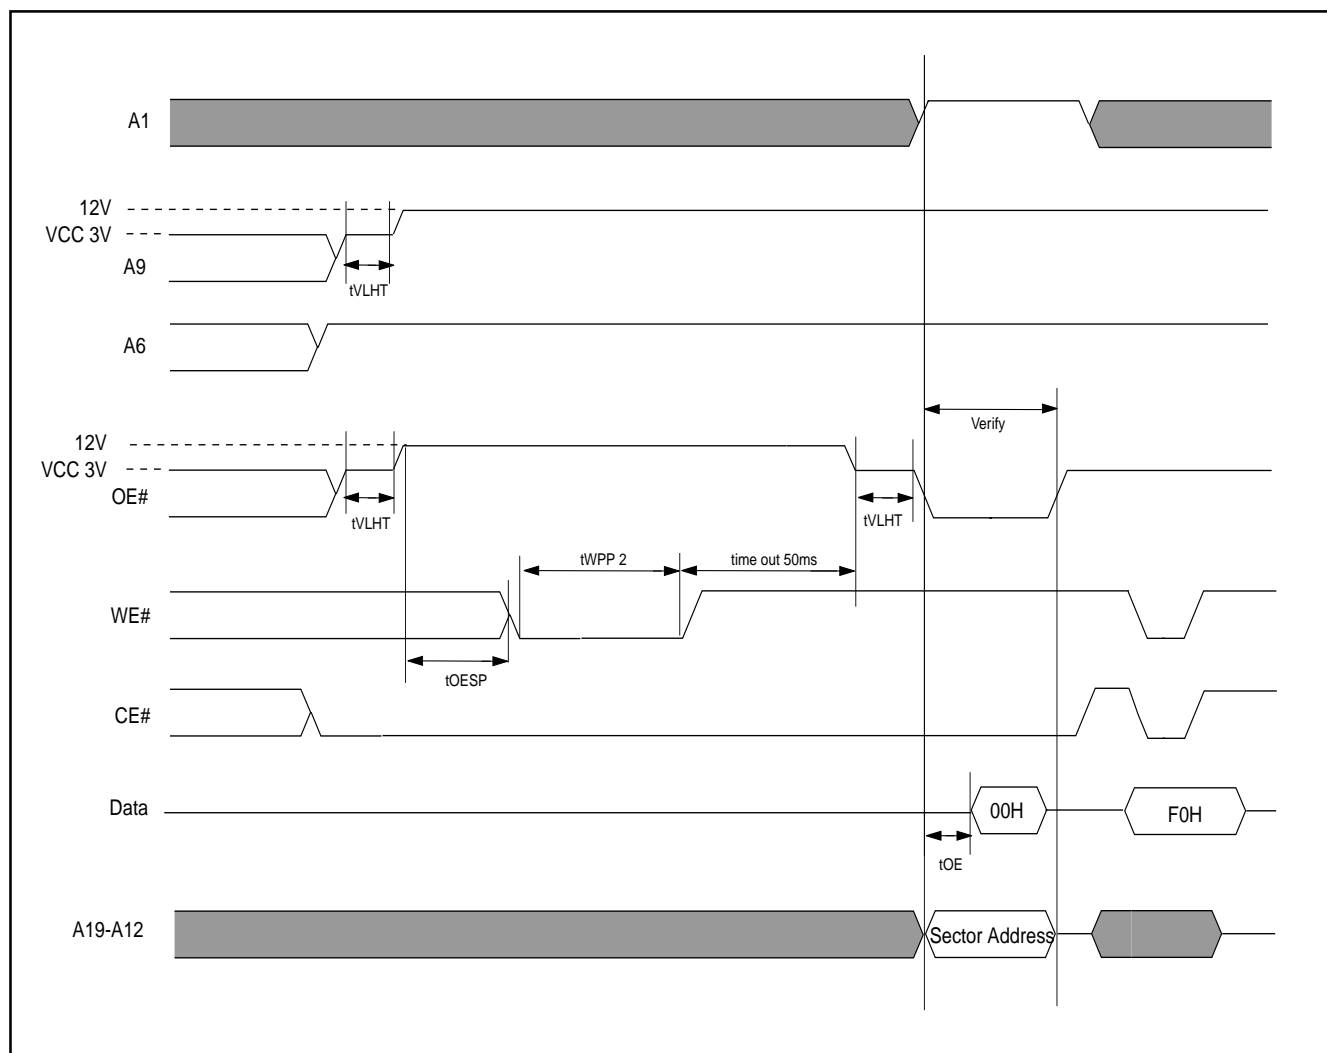 A1
12V
VCC 3V
A9
tVLHT
A6
Verify
12V
VCC 3V
OE#
tVLHT
tVLHT
tWPP 2
time out 50ms
WE#
tOESP
CE#
Data
00H
F0H
tOE
A19-A12
Sector Address